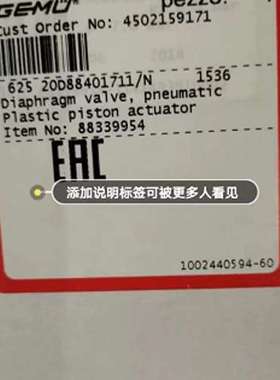 GEMÜ
pezzo.
Cust Order No: 4502159171
625 20D88401711/N 1536
Diaphragm valve, pneumatic
Plastic piston actuator
Item No: 88339954
EAC
添加说明标签可被更多人看见
1002440594-60